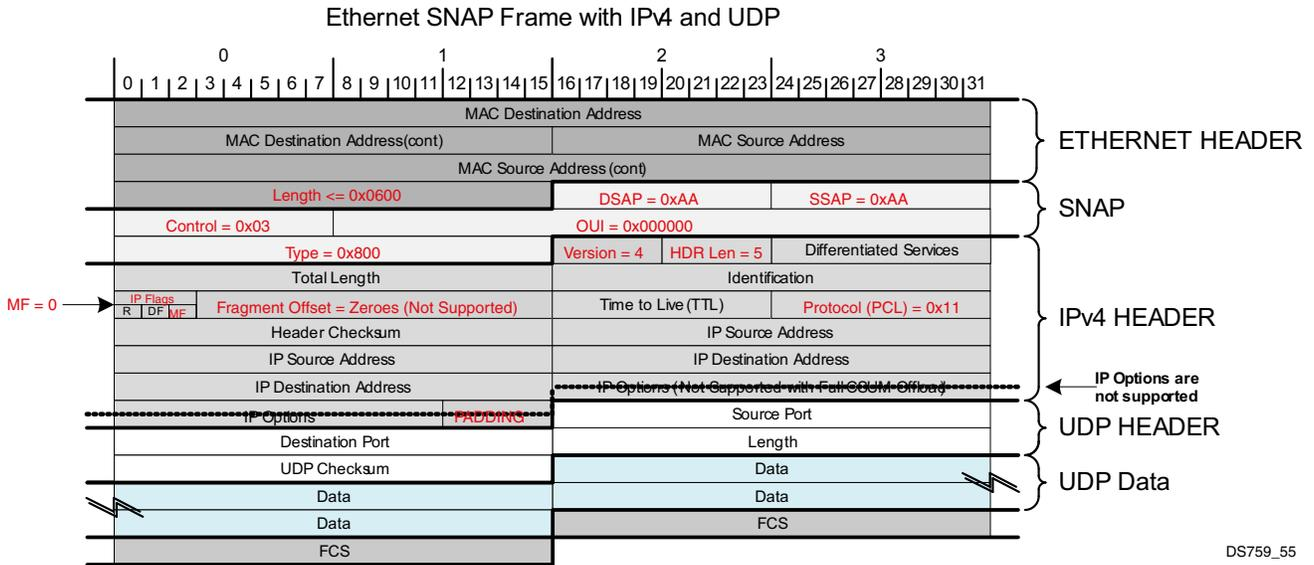 Ethernet SNAP Frame with IPv4 and UDP
0 1 2 3
0 1 2 3 4 5 6 7 8 9 10 11 12 13 14 15 16 17 18 19 20 21 22 23 24 25 26 27 28 29 30 31
MAC Destination Address
MAC Destination Address(cont) MAC Source Address
ETHERNET HEADER
MAC Source Address (cont)
Length <= 0x0600 DSAP = 0xAA SSAP = 0xAA
SNAP
Control = 0x03 OUI = 0x000000
Type = 0x800 Version = 4 HDR Len = 5 Differentiated Services
Total Length Identification
MF = 0
IP Flags
R DF MF
Fragment Offset = Zeroes (Not Supported) Time to Live (TTL) Protocol (PCL) = 0x11
IPv4 HEADER
Header Checksum IP Source Address
IP Source Address IP Destination Address
IP Destination Address IP Options (Not Supported with Full CSUM Offload)
IP Options are
not supported
IP Options PADDING Source Port
UDP HEADER
Destination Port Length
UDP Checksum Data
UDP Data
Data Data
Data FCS
FCS
DS759_55